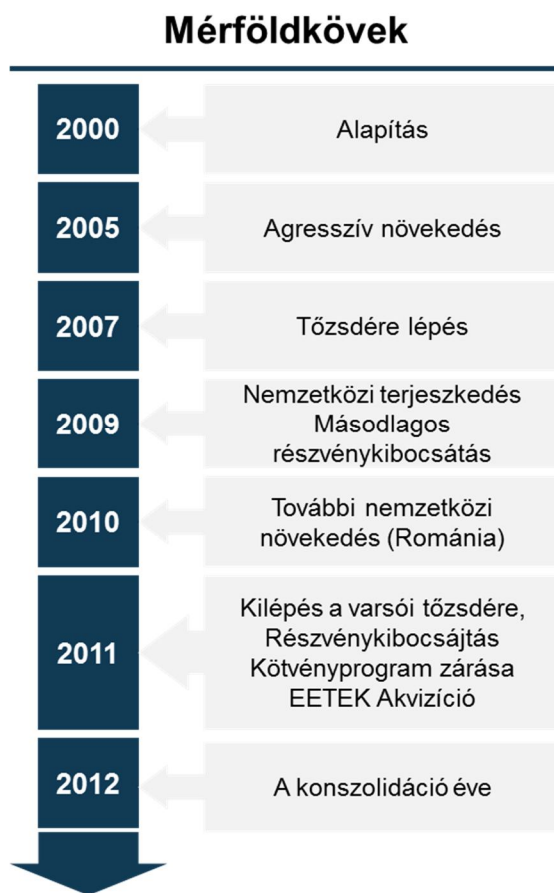 Mérföldkövek
2000
Alapítás
2005
Agresszív növekedés
2007
Tőzsdére lépés
2009
Nemzetközi terjeszkedés
Másodlagos
részvénykibocsátás
2010
További nemzetközi
növekedés (Románia)
2011
Kilépés a varsói tőzsdére,
Részvénykibocsájtás
Kötvényprogram zárása
EETEK Akvizíció
2012
A konszolidáció éve